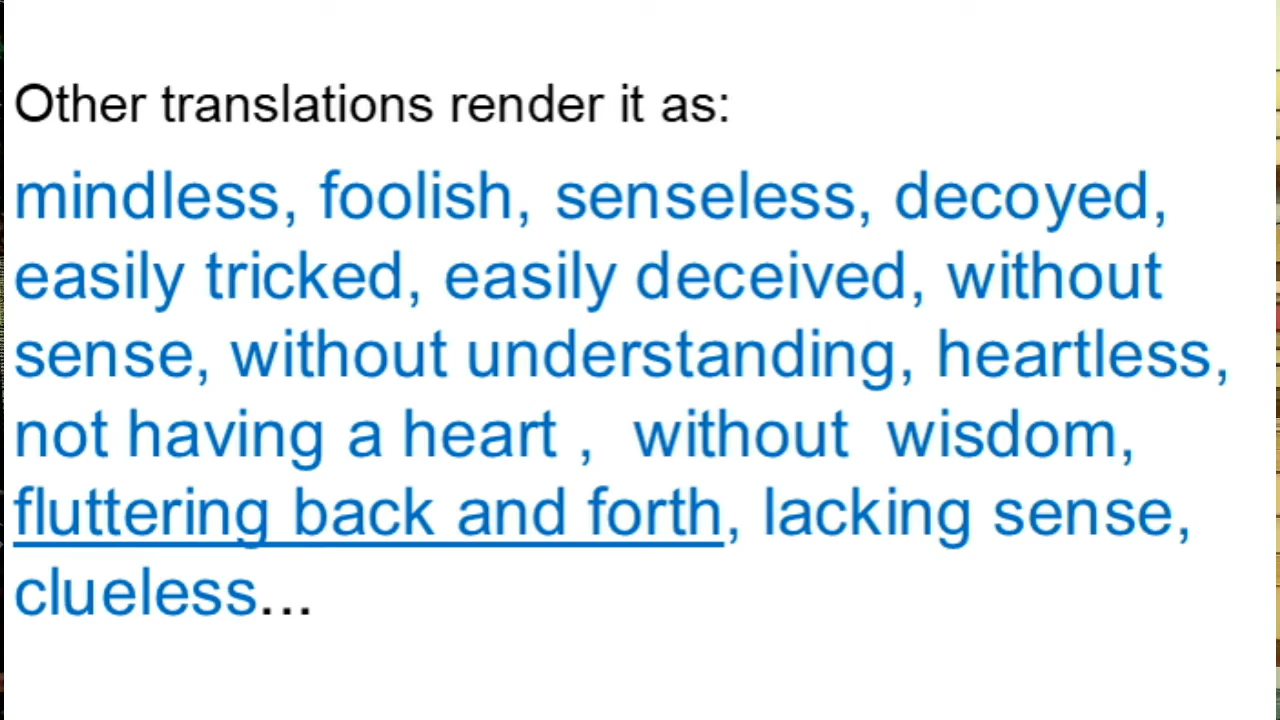 Other translations render it as:
mindless, foolish, senseless, decoyed,
easily tricked, easily deceived, without
sense, without understanding, heartless,
not having a heart , without wisdom,
fluttering back and forth, lacking sense,
clueless...